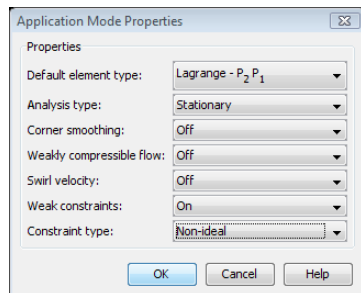 Application Mode Properties
Properties
Default element type: Lagrange - P₂ P₁
Analysis type: Stationary
Corner smoothing: Off
Weakly compressible flow: Off
Swirl velocity: Off
Weak constraints: On
Constraint type: Non-ideal
OK Cancel Help